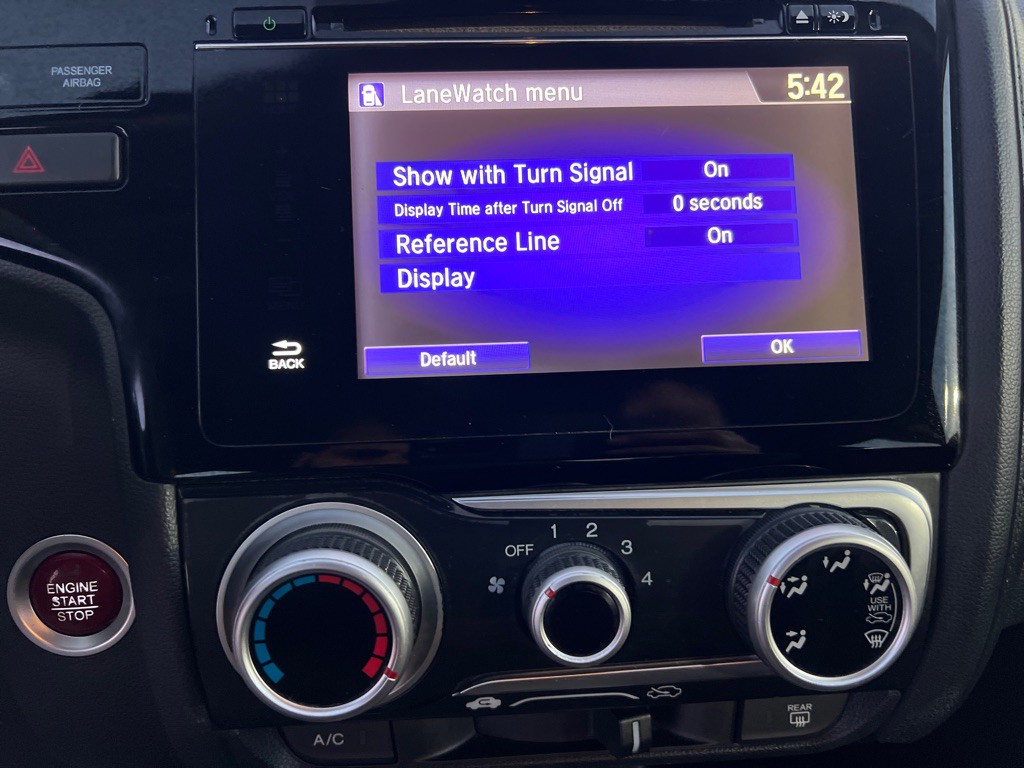 PASSENGER
AIRBAG
LaneWatch menu
5:42
Show with Turn Signal
On
Display Time after Turn Signal Off
0 seconds
Reference Line
On
Display
BACK
Default
OK
ENGINE
START
STOP
OFF
1
2
3
4
USE
WITH
A/C
REAR